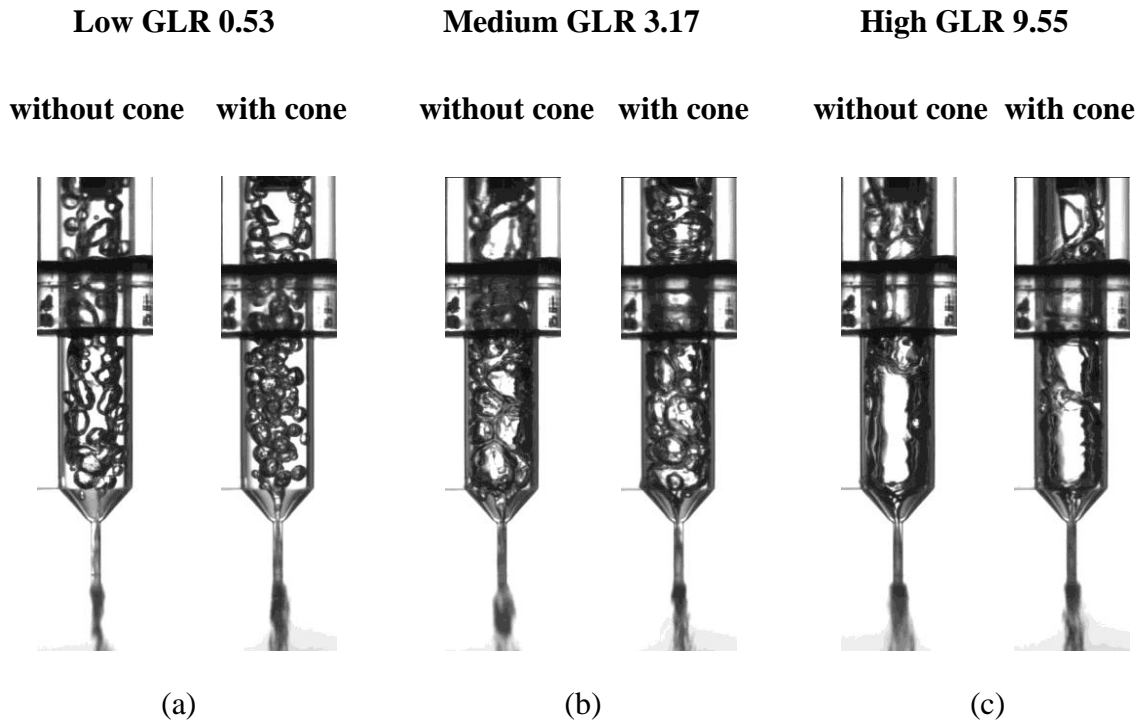 Low GLR 0.53 Medium GLR 3.17 High GLR 9.55
without cone with cone without cone with cone without cone with cone
(a) (b) (c)